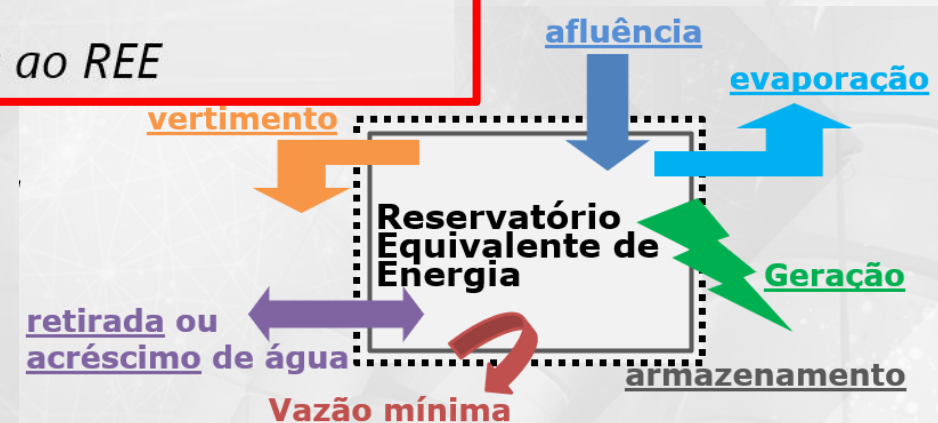 ao REE
afluência
evaporação
vertimento
Reservatório
Equivalente de
Energia
Geração
retirada ou
acréscimo de água
armazenamento
Vazão mínima